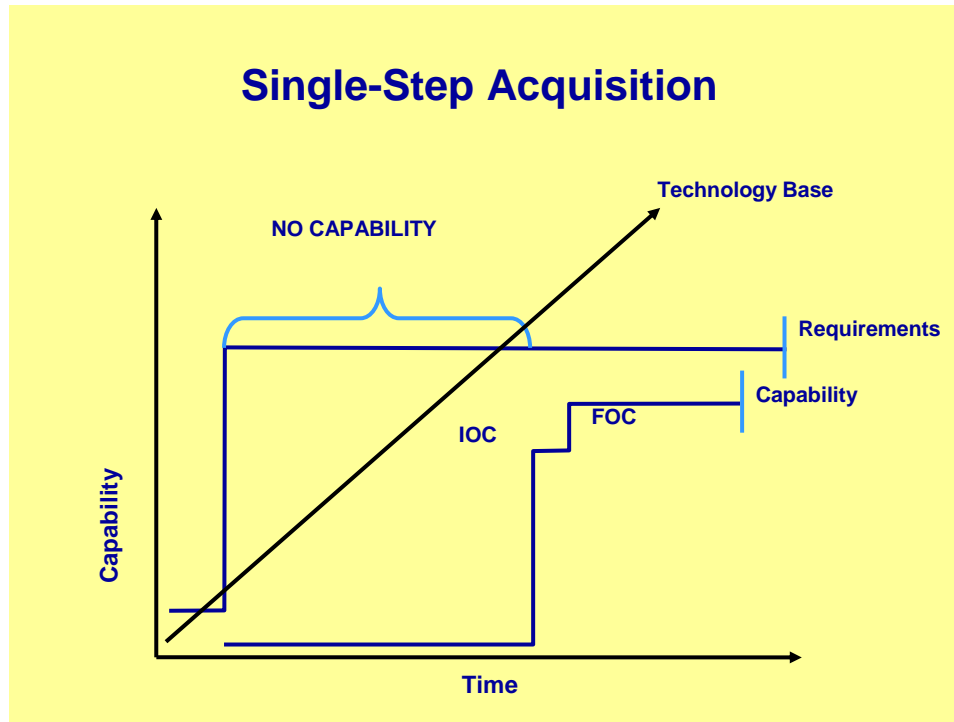 Single-Step Acquisition
Technology Base
NO CAPABILITY
Requirements
Capability
FOC
IOC
Capability
Time